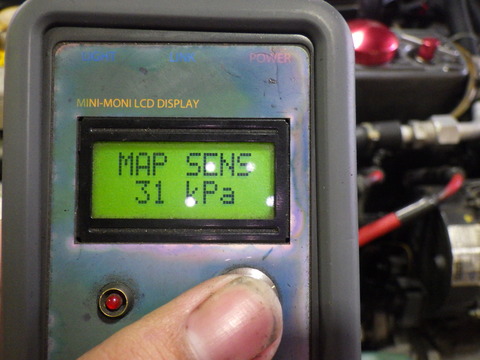 POWER
MINI-MONI LCD DISPLAY
MAP SENS
31 kPa